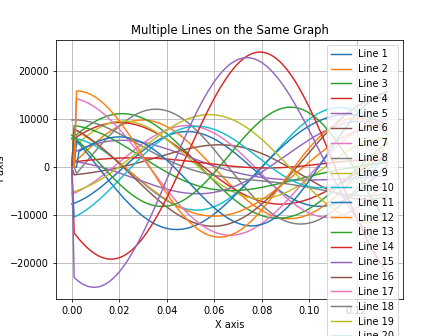 Multiple Lines on the Same Graph
20000
10000
0
−10000
−20000
0.00
0.02
0.04
0.06
0.08
0.10
X axis
Line 1
Line 2
Line 3
Line 4
Line 5
Line 6
Line 7
Line 8
Line 9
Line 10
Line 11
Line 12
Line 13
Line 14
Line 15
Line 16
Line 17
Line 18
Line 19
Line 20